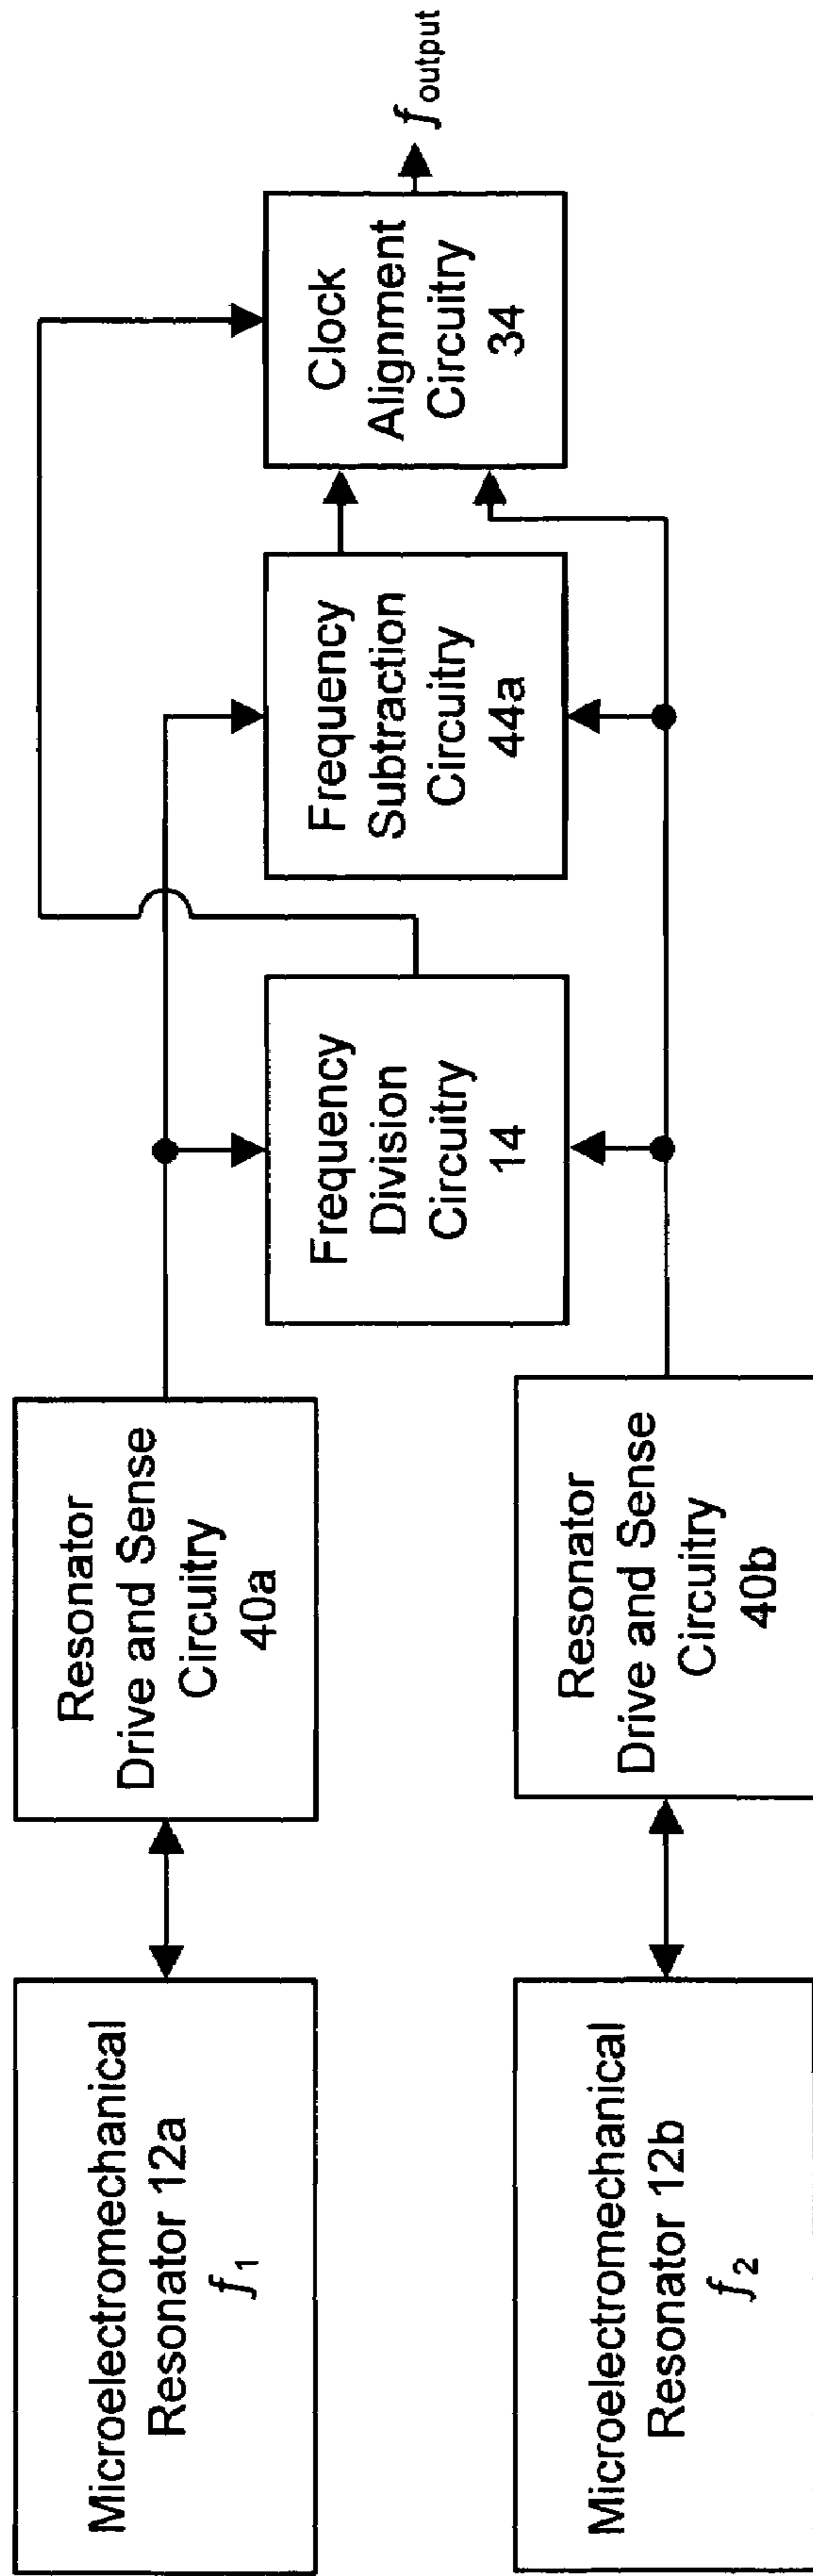 Microelectromechanical
Resonator 12a
f1
Resonator
Drive and Sense
Circuitry
40a
Microelectromechanical
Resonator 12b
f2
Resonator
Drive and Sense
Circuitry
40b
Frequency
Division
Circuitry
14
Frequency
Subtraction
Circuitry
44a
Clock
Alignment
Circuitry
34
f output